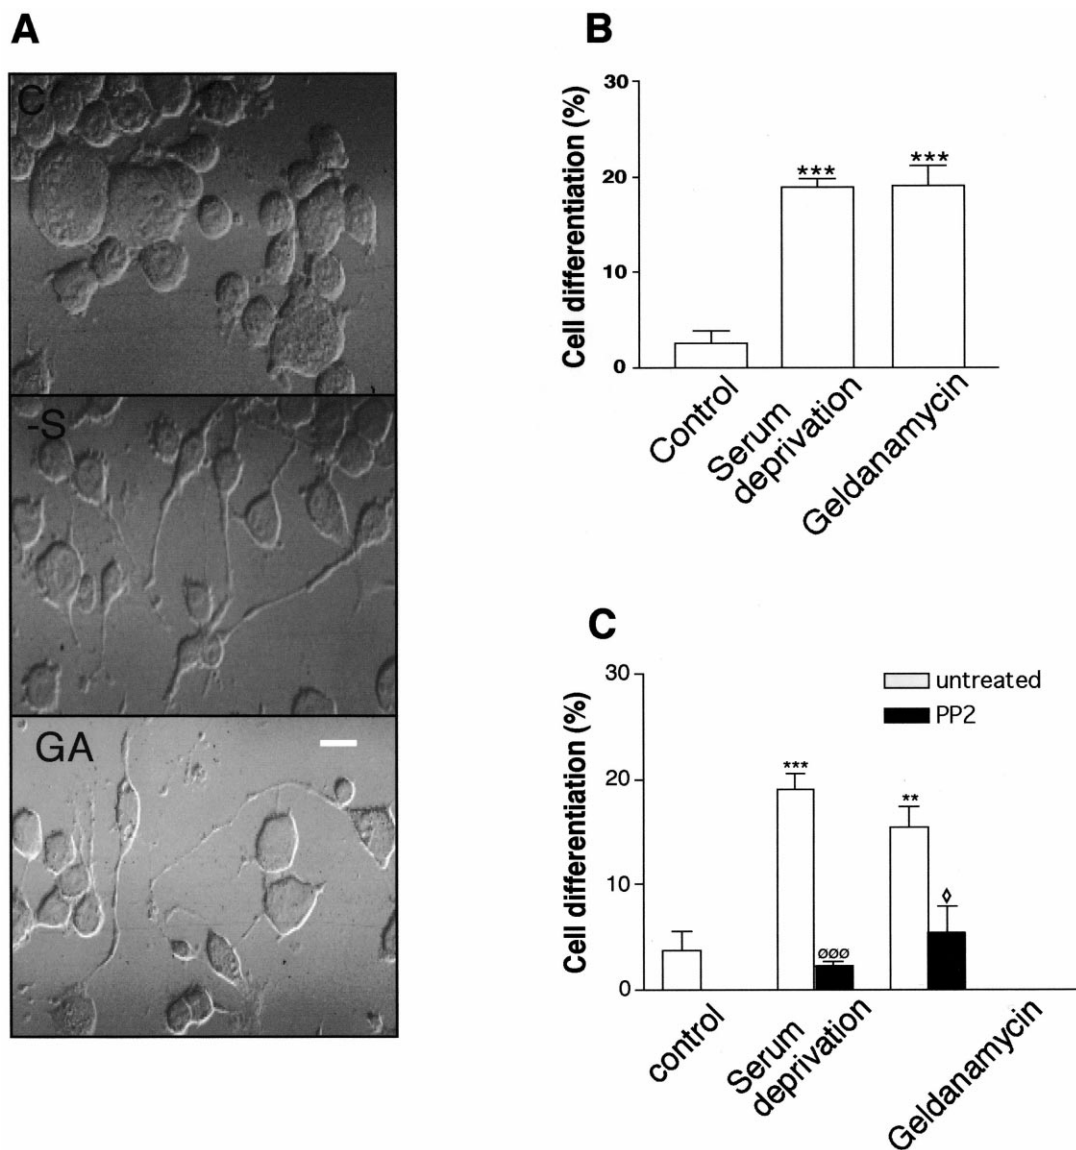 A
C
-S
GA
B
Cell differentiation (%)
30
20
10
0
***
***
Control
Serum
deprivation
Geldanamycin
C
Cell differentiation (%)
30
20
10
0
untreated
PP2
***
øøø
**
◊
control
Serum
deprivation
Geldanamycin